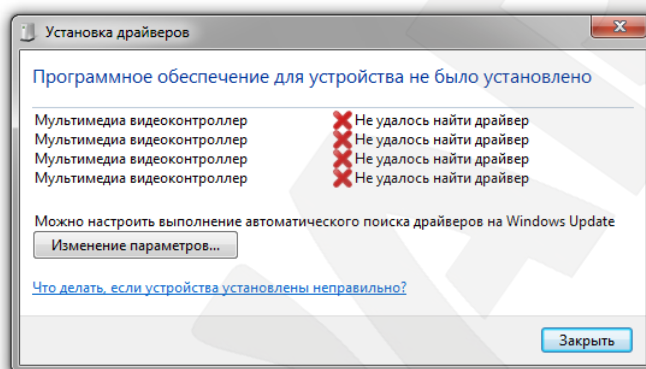 Установка драйверов
Программное обеспечение для устройства не было установлено
Мультимедиа видеоконтроллер Не удалось найти драйвер
Мультимедиа видеоконтроллер Не удалось найти драйвер
Мультимедиа видеоконтроллер Не удалось найти драйвер
Мультимедиа видеоконтроллер Не удалось найти драйвер
Можно настроить выполнение автоматического поиска драйверов на Windows Update
Изменение параметров...
Что делать, если устройства установлены неправильно?
Закрыть